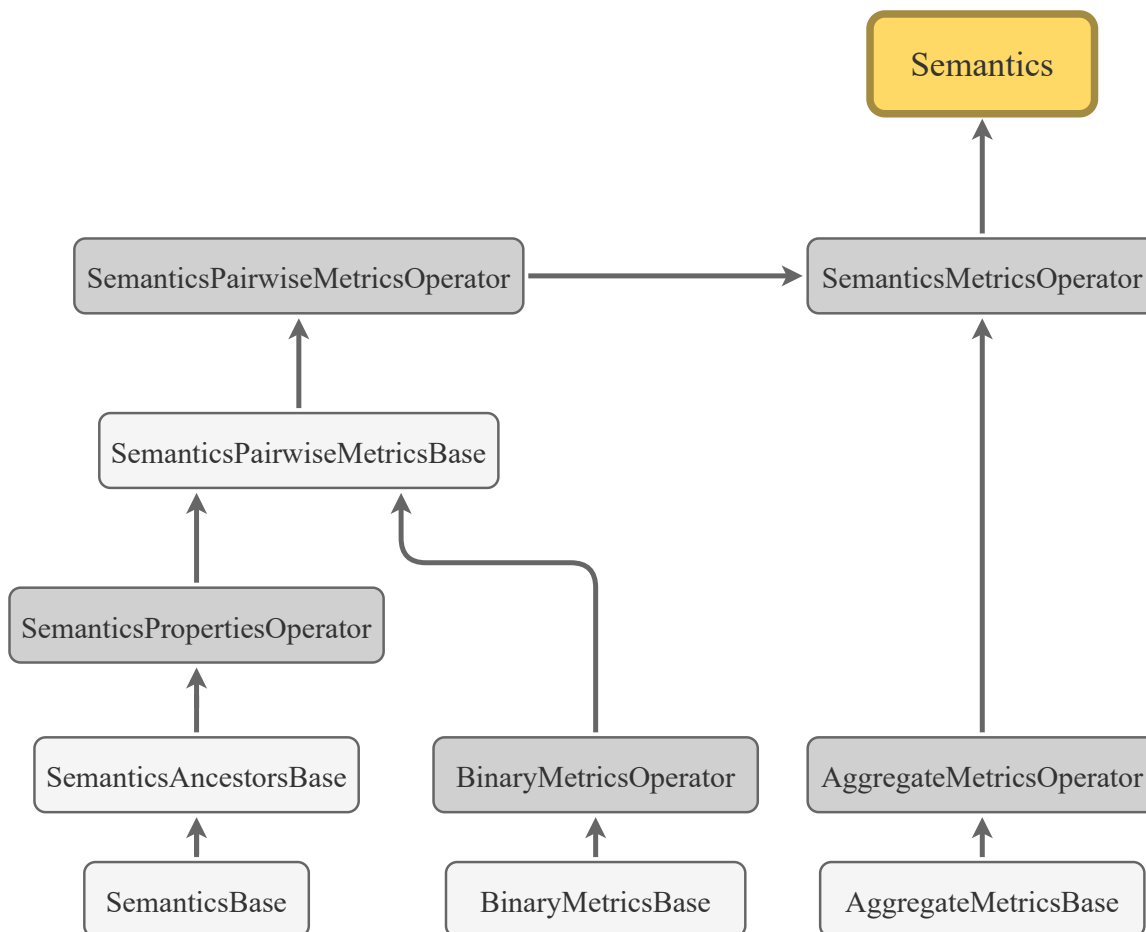 Semantics
SemanticsPairwiseMetricsOperator
SemanticsMetricsOperator
SemanticsPairwiseMetricsBase
SemanticsPropertiesOperator
SemanticsAncestorsBase
BinaryMetricsOperator
AggregateMetricsOperator
SemanticsBase
BinaryMetricsBase
AggregateMetricsBase